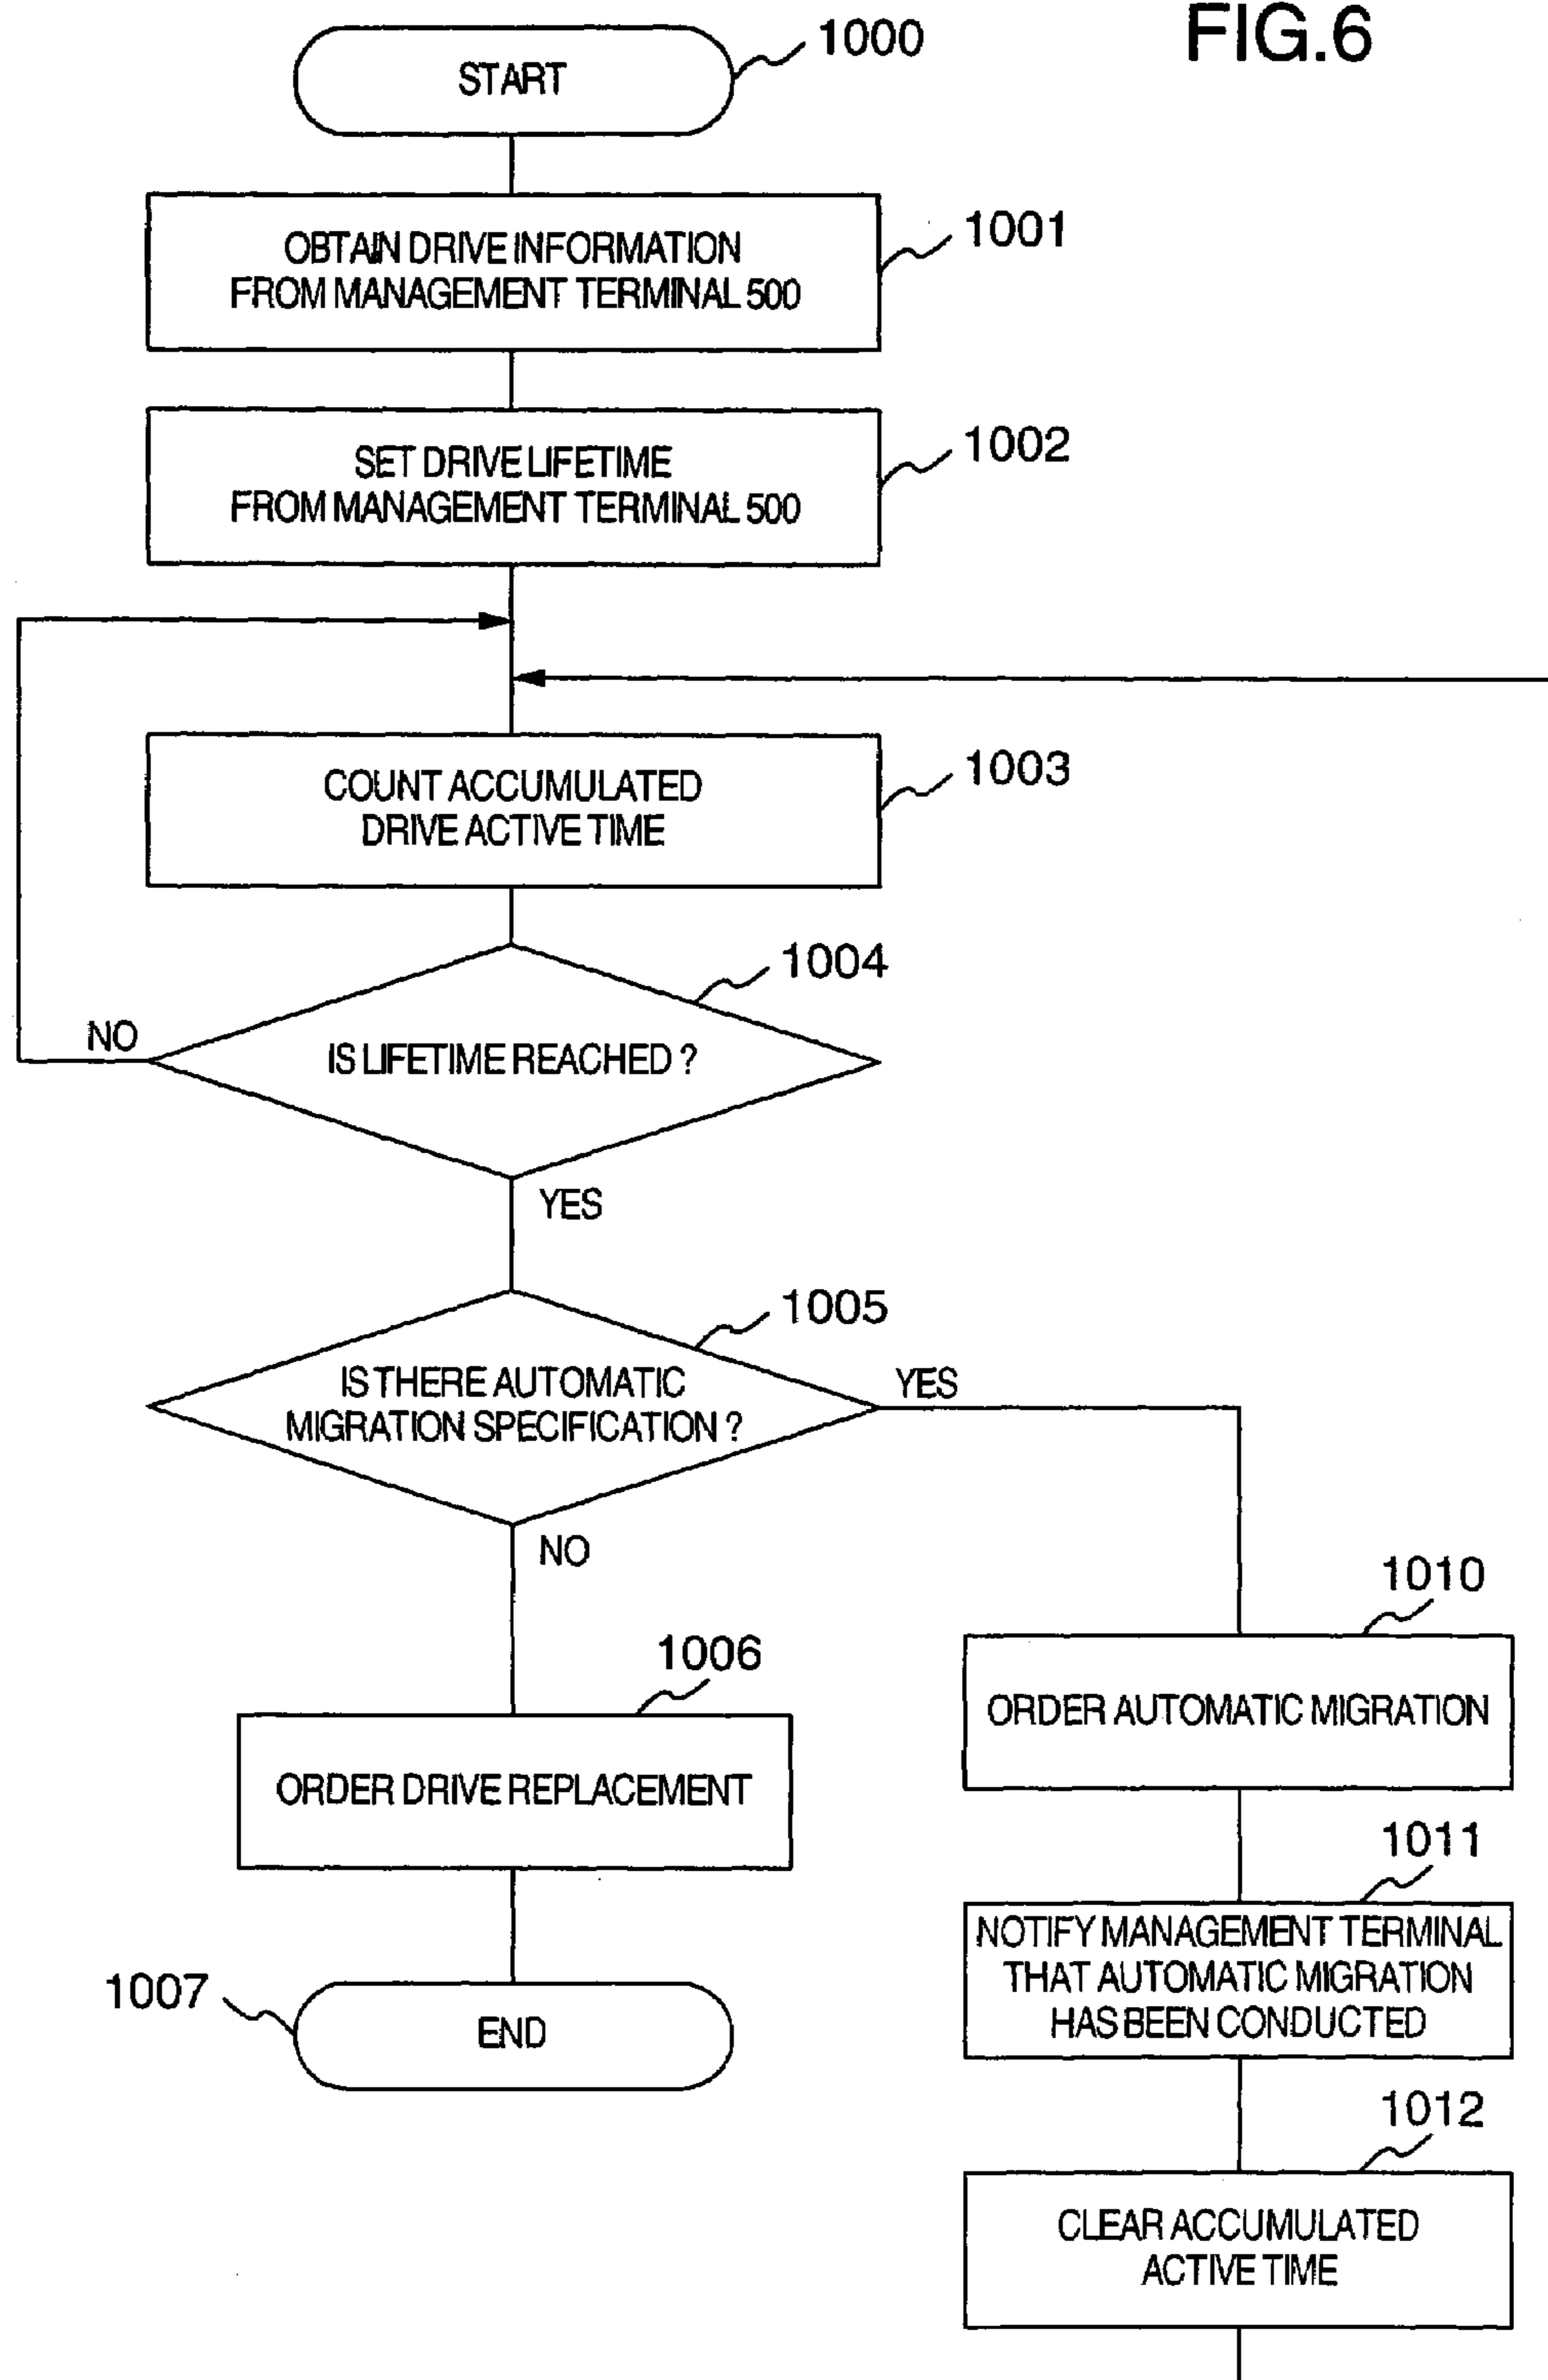 FIG.6
START
1000
OBTAIN DRIVE INFORMATION
FROM MANAGEMENT TERMINAL 500
1001
SET DRIVE LIFETIME
FROM MANAGEMENT TERMINAL 500
1002
COUNT ACCUMULATED
DRIVE ACTIVE TIME
1003
1004
NO
IS LIFETIME REACHED ?
YES
1005
IS THERE AUTOMATIC
MIGRATION SPECIFICATION ?
YES
NO
1006
ORDER DRIVE REPLACEMENT
1007
END
1010
ORDER AUTOMATIC MIGRATION
1011
NOTIFY MANAGEMENT TERMINAL
THAT AUTOMATIC MIGRATION
HAS BEEN CONDUCTED
1012
CLEAR ACCUMULATED
ACTIVE TIME